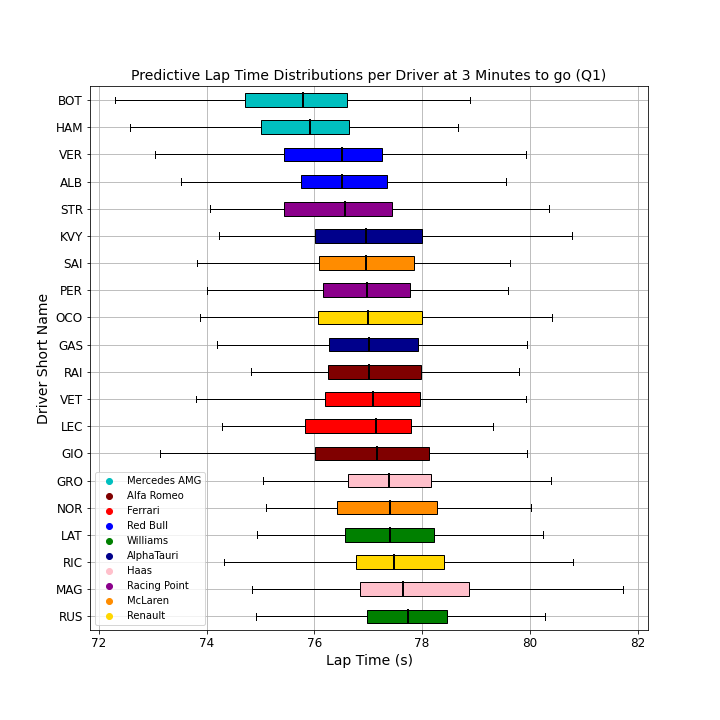 Predictive Lap Time Distributions per Driver at 3 Minutes to go (Q1)
Driver Short Name
BOT
HAM
VER
ALB
STR
KVY
SAI
PER
OCO
GAS
RAI
VET
LEC
GIO
GRO
NOR
LAT
RIC
MAG
RUS
Mercedes AMG
Alfa Romeo
Ferrari
Red Bull
Williams
AlphaTauri
Haas
Racing Point
McLaren
Renault
72 74 76 78 80 82
Lap Time (s)